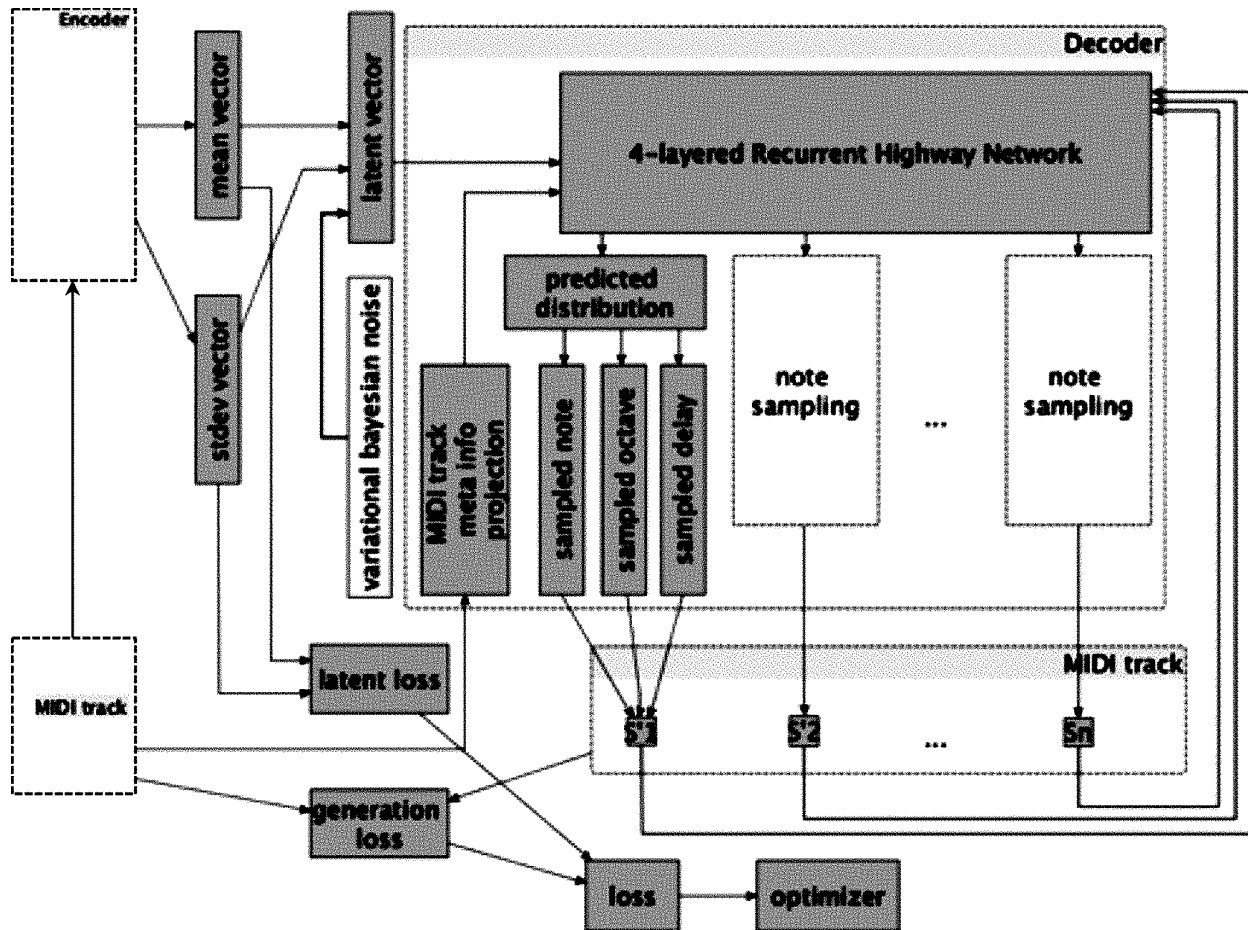 Encoder
mean vector
latent vector
Decoder
4-layered Recurrent Highway Network
stdev vector
variational bayesian noise
predicted
distribution
MIDI track
meta info
projection
sampled note
sampled octave
sampled delay
note
sampling
...
note
sampling
MIDI track
latent loss
MIDI track
S'1
S'2
...
Sn
generation
loss
loss
optimizer